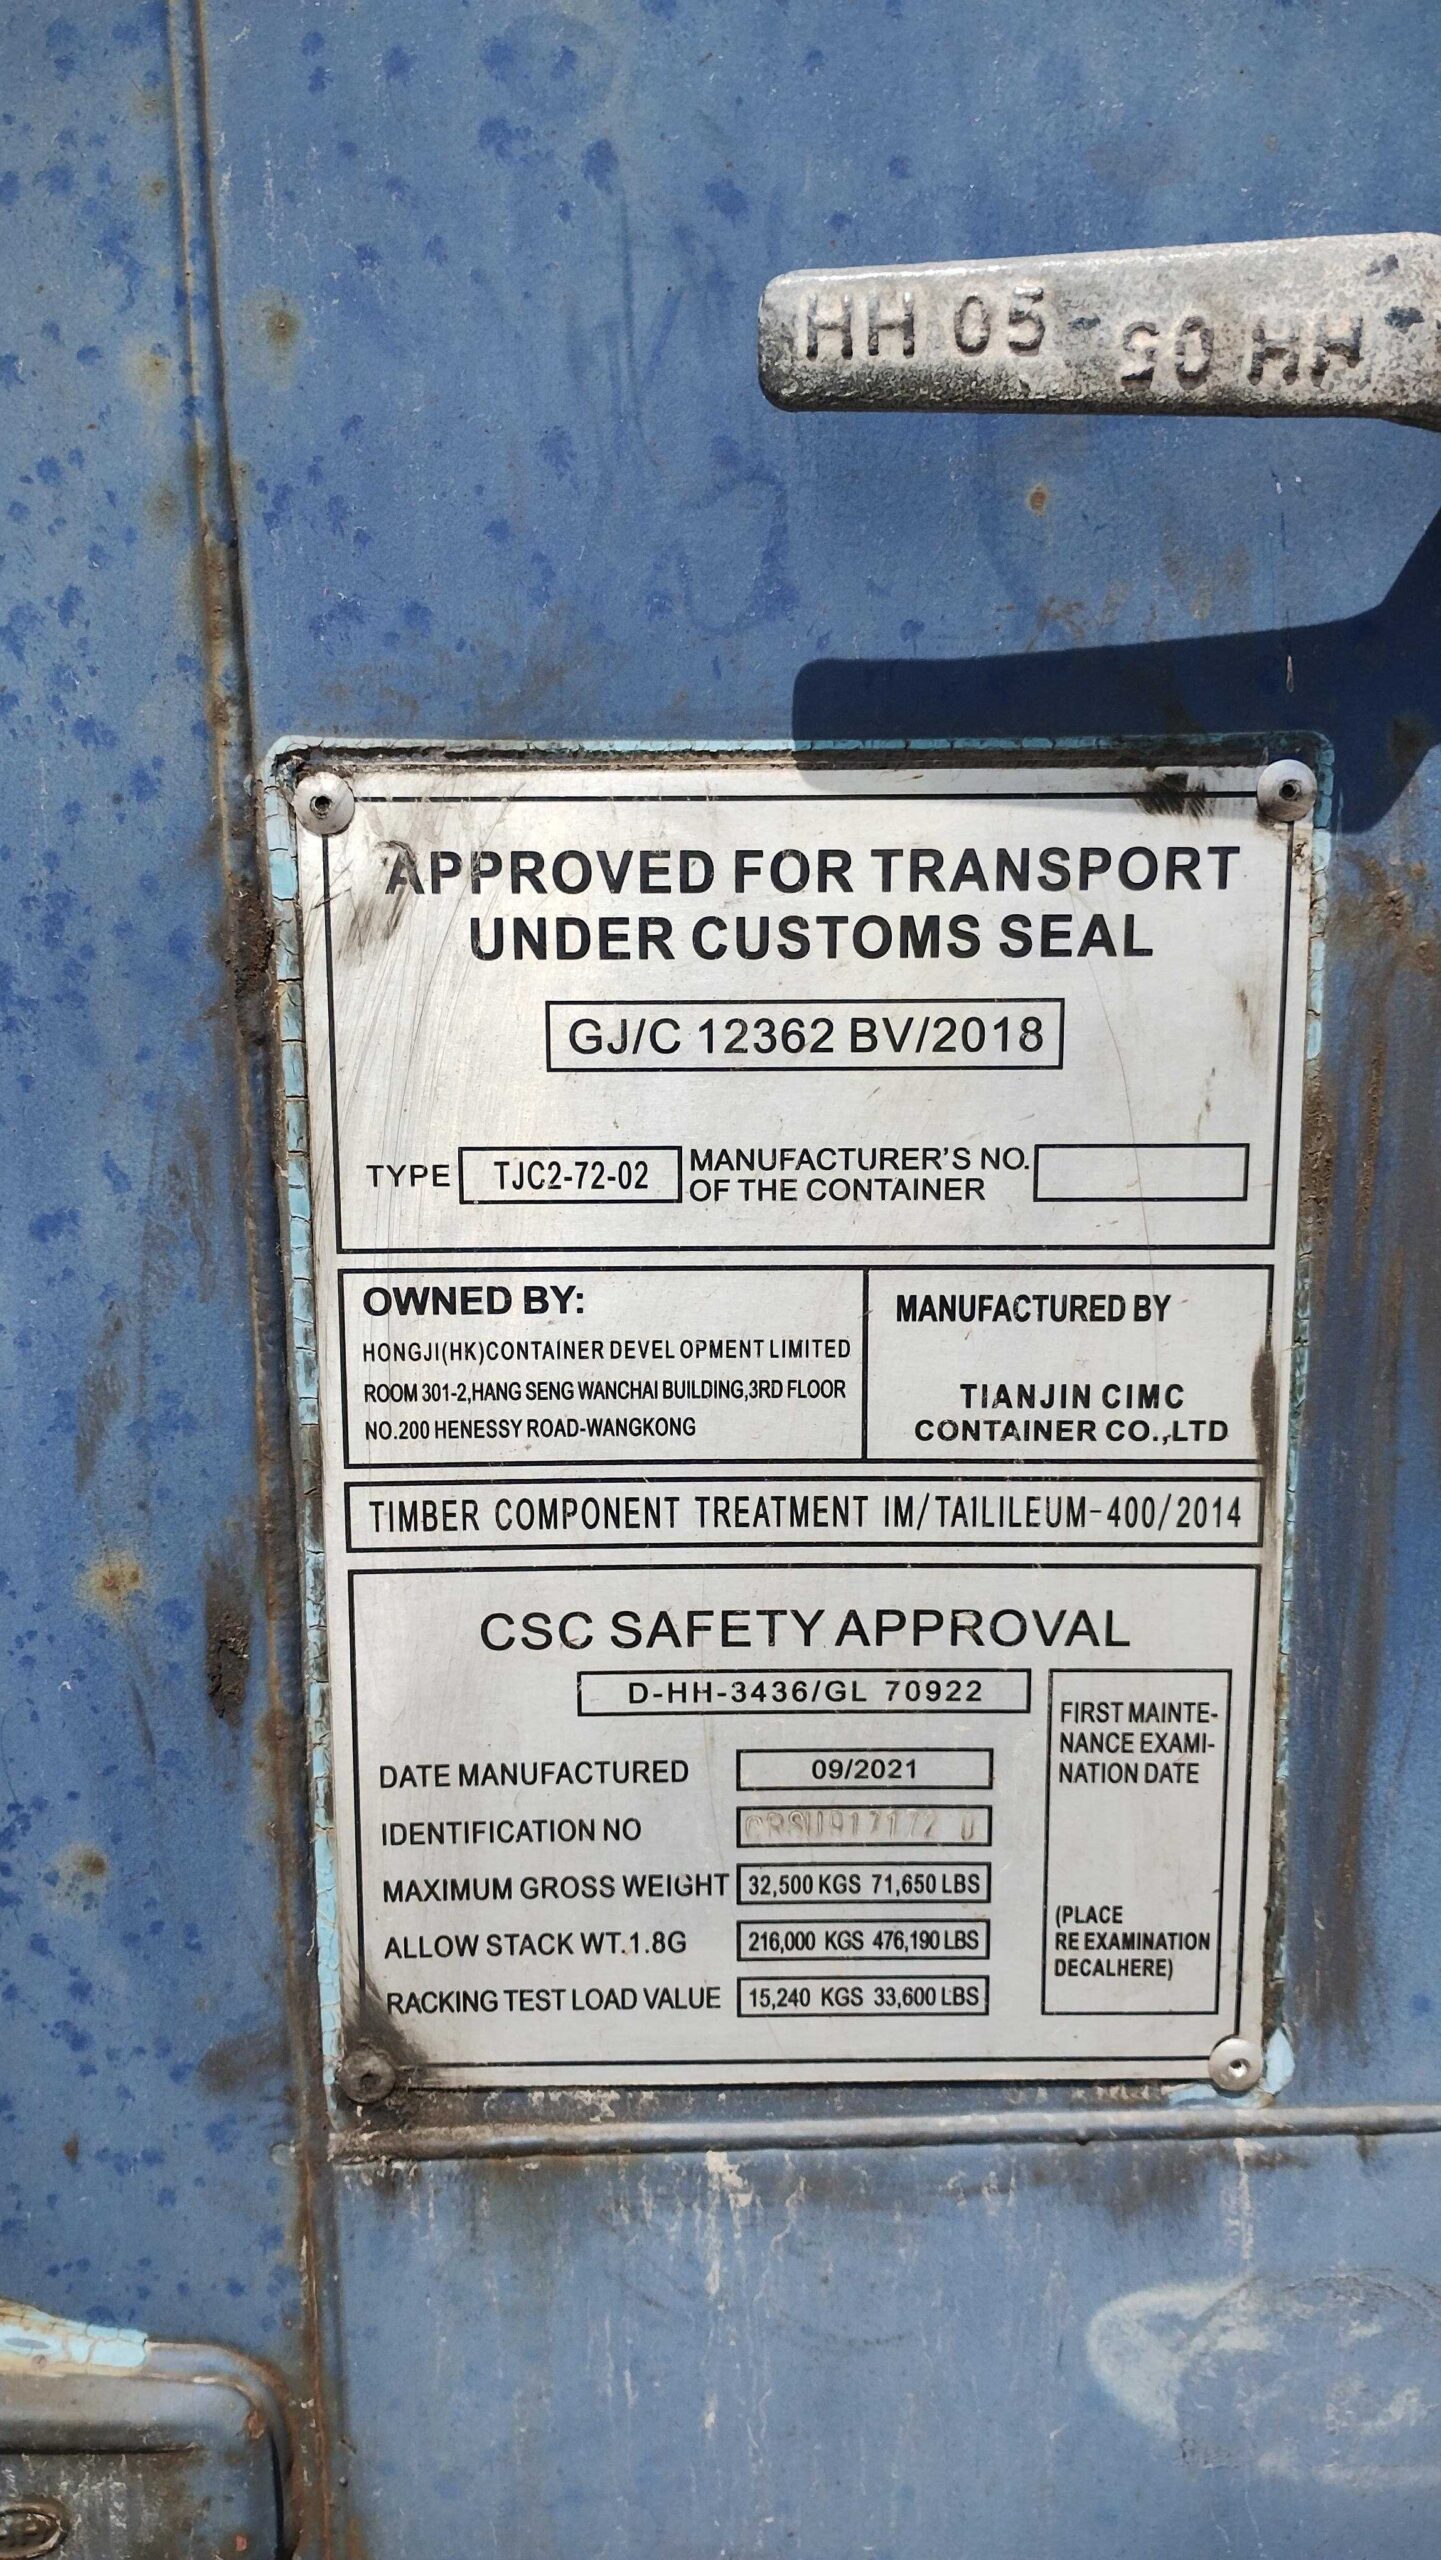 HH 05
HH 05
APPROVED FOR TRANSPORT
UNDER CUSTOMS SEAL
GJ/C 12362 BV/2018
TYPE TJC2-72-02 MANUFACTURER'S NO.
OF THE CONTAINER
OWNED BY:
HONGJI(HK)CONTAINER DEVEL OPMENT LIMITED
ROOM 301-2,HANG SENG WANCHAI BUILDING,3RD FLOOR
NO.200 HENESSY ROAD-WANGKONG
MANUFACTURED BY
TIANJIN CIMC
CONTAINER CO.,LTD
TIMBER COMPONENT TREATMENT IM/TAILILEUM-400/2014
CSC SAFETY APPROVAL
D-HH-3436/GL 70922
DATE MANUFACTURED 09/2021
IDENTIFICATION NO
MAXIMUM GROSS WEIGHT 32,500 KGS 71,650 LBS
ALLOW STACK WT.1.8G 216,000 KGS 476,190 LBS
RACKING TEST LOAD VALUE 15,240 KGS 33,600 LBS
FIRST MAINTE-
NANCE EXAMI-
NATION DATE
(PLACE
RE EXAMINATION
DECALHERE)